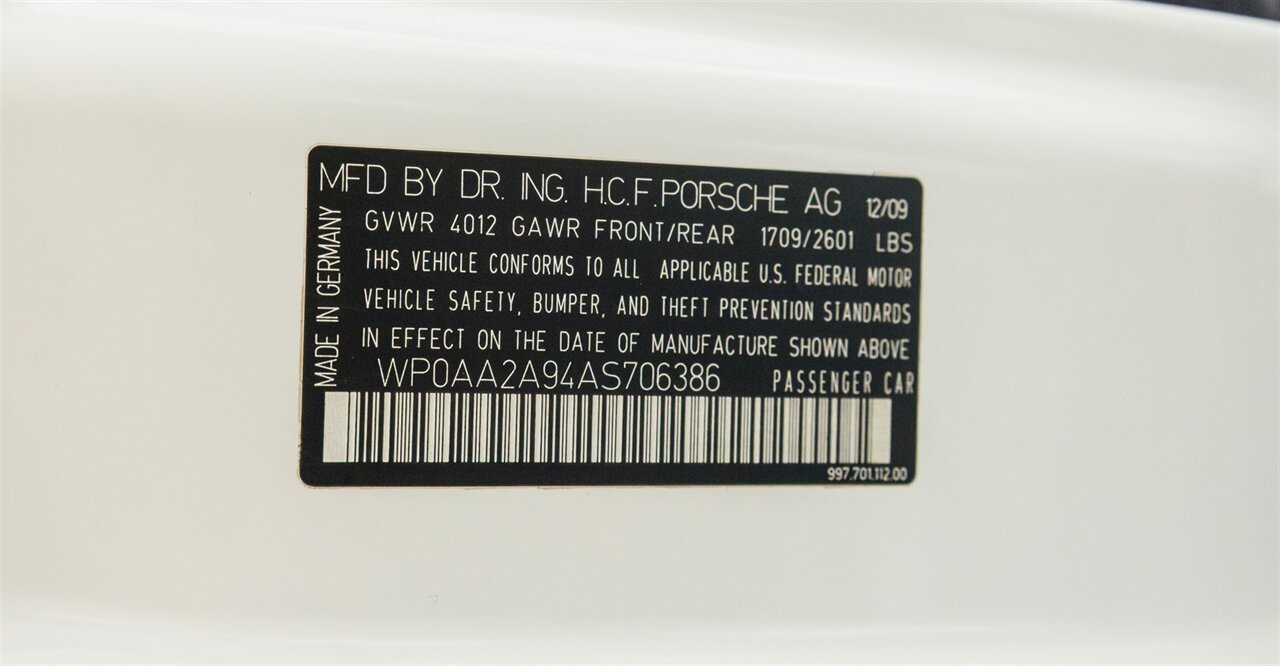 MFD BY DR. ING. H.C.F. PORSCHE AG 12/09
GVWR 4012 GAWR FRONT/REAR 1709/2601 LBS
THIS VEHICLE CONFORMS TO ALL APPLICABLE U.S. FEDERAL MOTOR
VEHICLE SAFETY, BUMPER, AND THEFT PREVENTION STANDARDS
IN EFFECT ON THE DATE OF MANUFACTURE SHOWN ABOVE
WP0AA2A94AS706386 PASSENGER CAR
997.701.112.00
MADE IN GERMANY